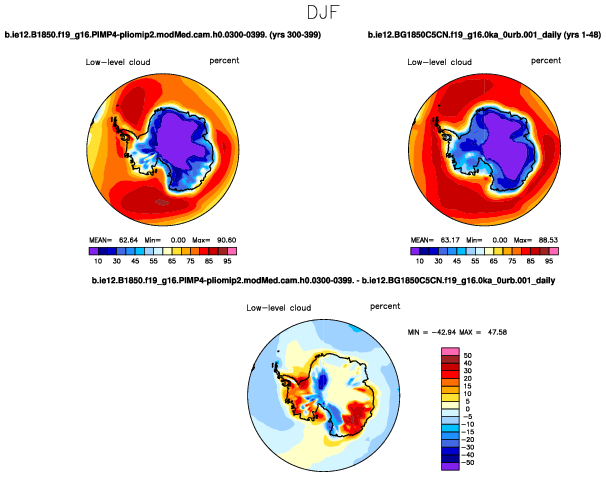 DJF
b.ie12.B1850.f19_g16.PIMP4-pliomip2.modMed.cam.h0.0300-0399. (yrs 300-399)
b.ie12.BG1850C5CN.f19_g16.0ka_0urb.001_daily (yrs 1-48)
Low-level cloud percent
Low-level cloud percent
MEAN= 62.64 Min= 0.00 Max= 90.60
MEAN= 63.17 Min= 0.00 Max= 88.53
10 30 45 55 65 75 85 95
10 30 45 55 65 75 85 95
b.ie12.B1850.f19_g16.PIMP4-pliomip2.modMed.cam.h0.0300-0399. - b.ie12.BG1850C5CN.f19_g16.0ka_0urb.001_daily
Low-level cloud percent
MIN = -42.94 MAX = 47.58
50
40
30
20
15
10
5
0
-5
-10
-15
-20
-30
-40
-50